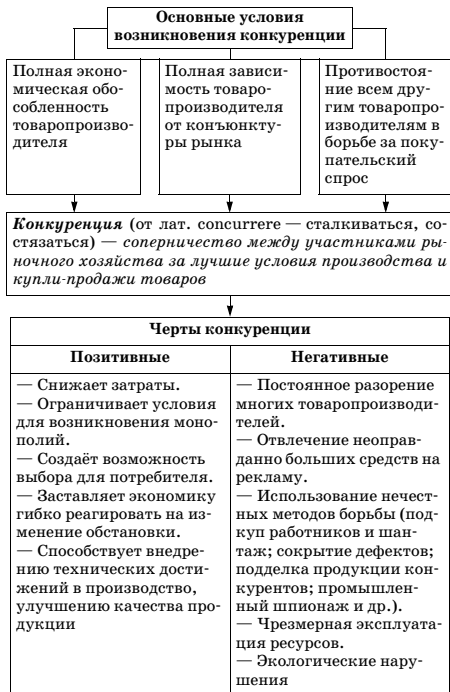 Основные условия
возникновения конкуренции
Полная эконо-
мическая обо-
собленность
товаропроизво-
дителя
Полная зависи-
мость товаро-
производителя
от конъюнкту-
ры рынка
Противостоя-
ние всем дру-
гим товаропро-
изводителям в
борьбе за поку-
пательский
спрос
Конкуренция (от лат. concurrere — сталкиваться, со-
стязаться) — соперничество между участниками ры-
ночного хозяйства за лучшие условия производства и
купли-продажи товаров
Черты конкуренции
Позитивные
— Снижает затраты.
— Ограничивает условия
для возникновения моно-
полий.
— Создаёт возможность
выбора для потребителя.
— Заставляет экономику
гибко реагировать на из-
менение обстановки.
— Способствует внедре-
нию технических дости-
жений в производство,
улучшению качества про-
дукции
Негативные
— Постоянное разорение
многих товаропроизводи-
телей.
— Отвлечение неоправ-
данно больших средств на
рекламу.
— Использование нечест-
ных методов борьбы (под-
куп работников и шан-
таж; сокрытие дефектов;
подделка продукции кон-
курентов; промышлен-
ный шпионаж и др.).
— Чрезмерная эксплуата-
ция ресурсов.
— Экологические нару-
шения